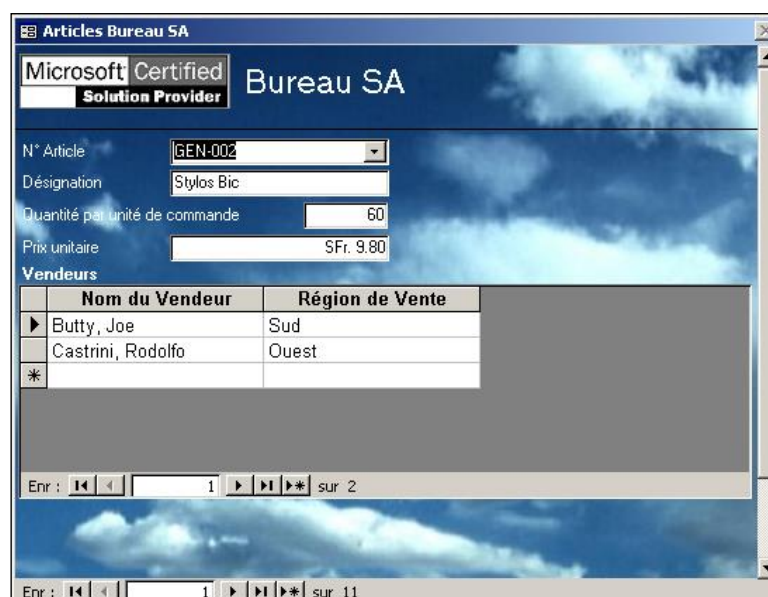 Articles Bureau SA
Microsoft Certified
Solution Provider
Bureau SA
N° Article GEN-002
Désignation Stylos Bic
Quantité par unité de commande 60
Prix unitaire SFr. 9.80
Vendeurs
Nom du Vendeur Région de Vente
Butty, Joe Sud
Castrini, Rodolfo Ouest
Enr : 1 sur 2
Enr : 1 sur 11